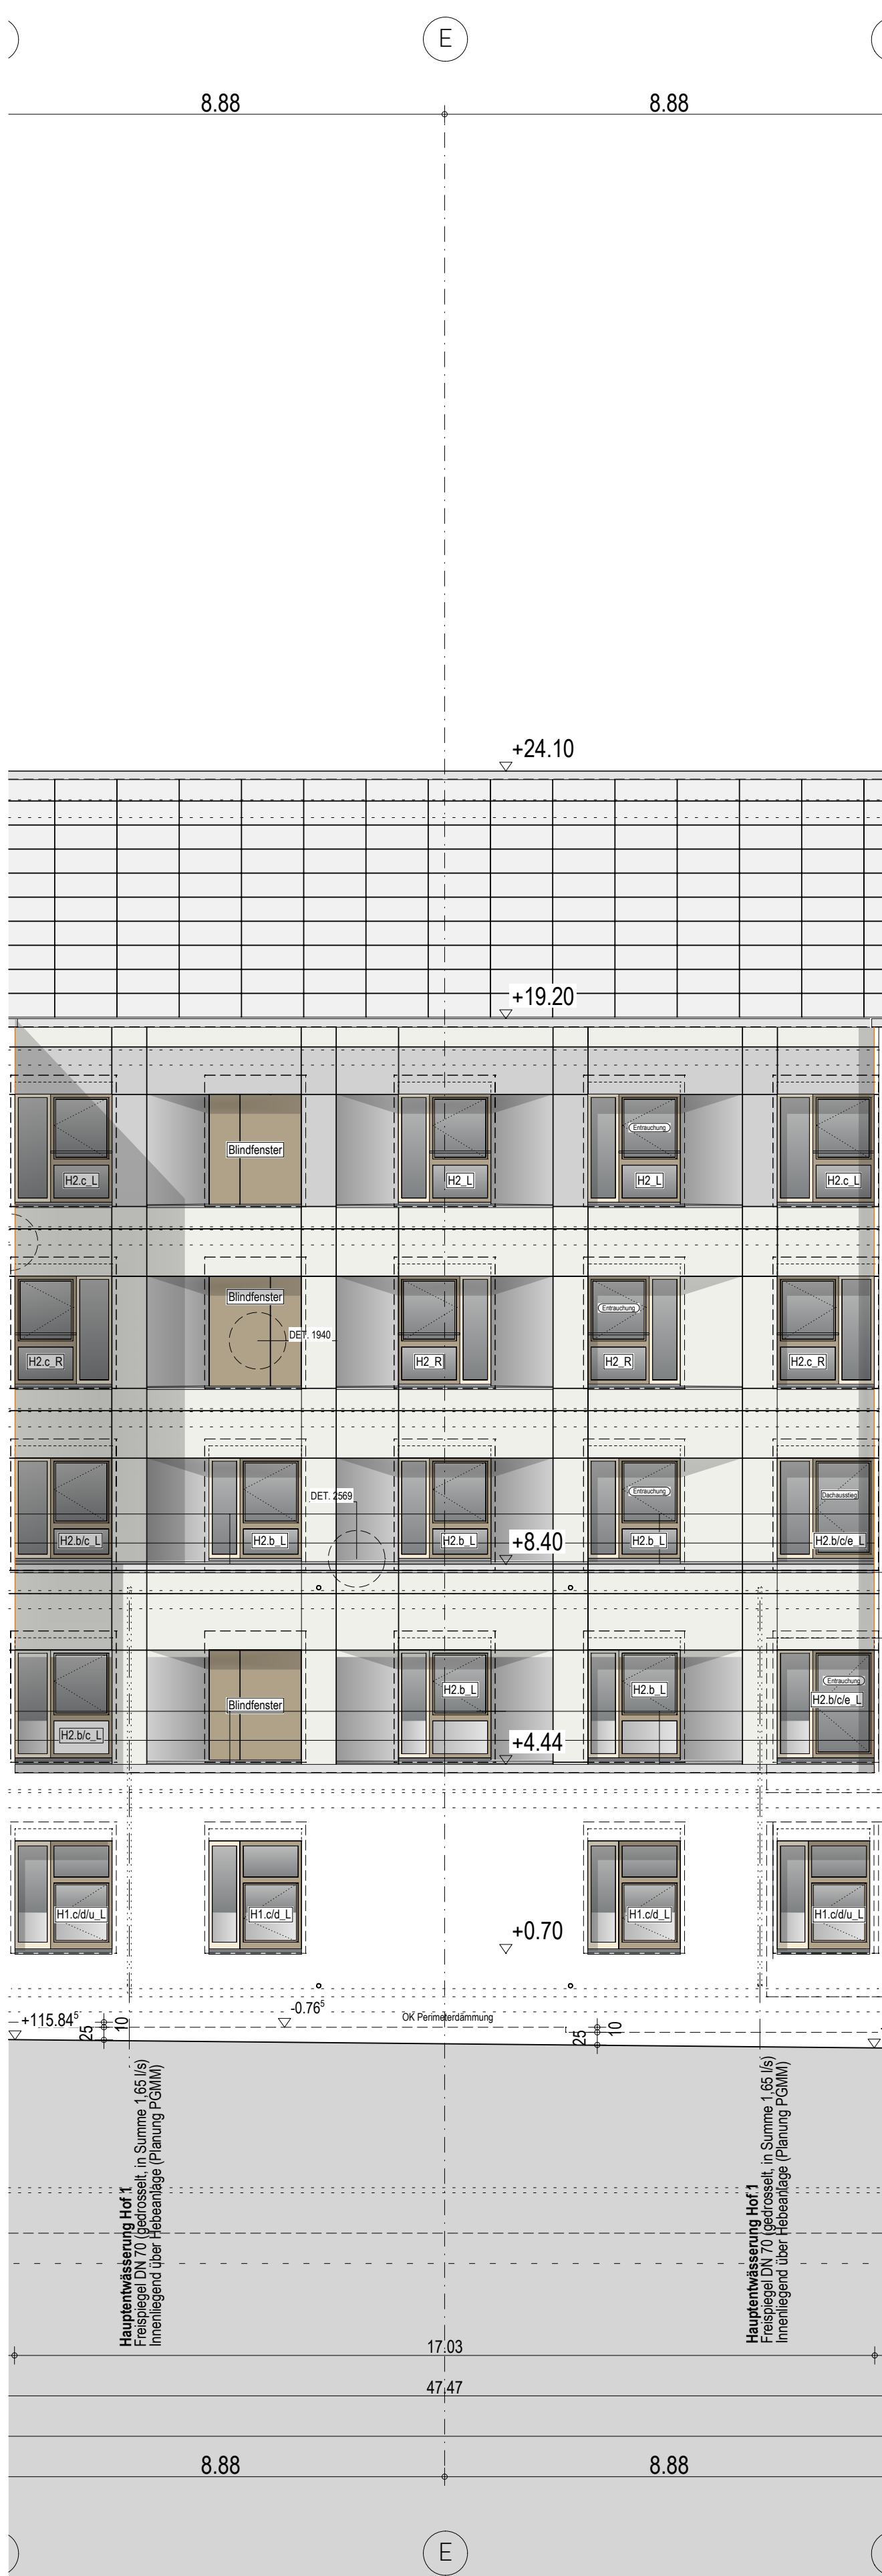 E
8.88 8.88
+24.10
+19.20
Blindfenster
Entrauchung
H2.c_L H2_L H2_L H2.c_L
Blindfenster
Entrauchung
DET. 1940
H2.c_R H2_R H2_R H2.c_R
Entrauchung
Dachausstieg
DET. 2569
H2.b/c_L H2.b_L H2.b_L H2.b_L H2.b/c/e_L
+8.40
Entrauchung
H2.b_L H2.b_L H2.b/c/e_L
Blindfenster
H2.b/c_L
+4.44
H1.c/d/u_L H1.c/d_L H1.c/d_L H1.c/d/u_L
+0.70
-0.76⁵
+115.84⁵
OK Perimeterdämmung
25 10
25 10
Hauptentwässerung Hof 1
Freispiegel DN 70 (gedrosselt, in Summe 1,65 l/s)
Innenliegend über Hebeanlage (Planung PGMM)
Hauptentwässerung Hof 1
Freispiegel DN 70 (gedrosselt, in Summe 1,65 l/s)
Innenliegend über Hebeanlage (Planung PGMM)
17.03
47.47
8.88 8.88
E